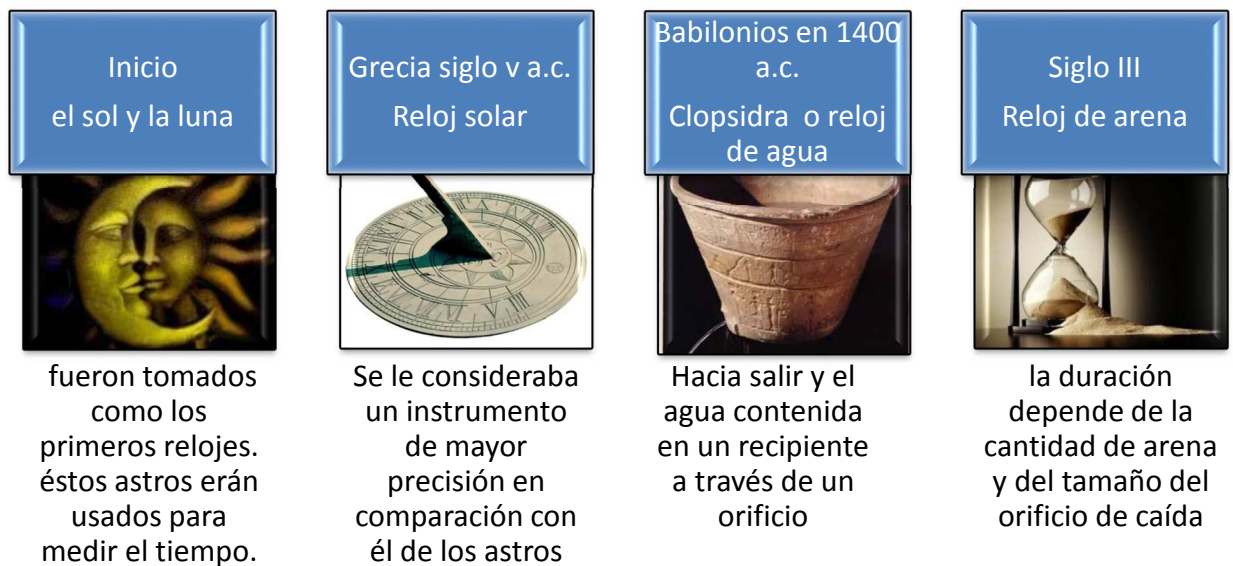 Inicio
el sol y la luna
fueron tomados
como los
primeros relojes.
éstos astros erán
usados para
medir el tiempo.
Grecia siglo v a.c.
Reloj solar
Se le consideraba
un instrumento
de mayor
precisión en
comparación con
él de los astros
Babilonios en 1400
a.c.
Clopsidra o reloj
de agua
Hacia salir y el
agua contenida
en un recipiente
a través de un
orificio
Siglo III
Reloj de arena
la duración
depende de la
cantidad de arena
y del tamaño del
orificio de caída